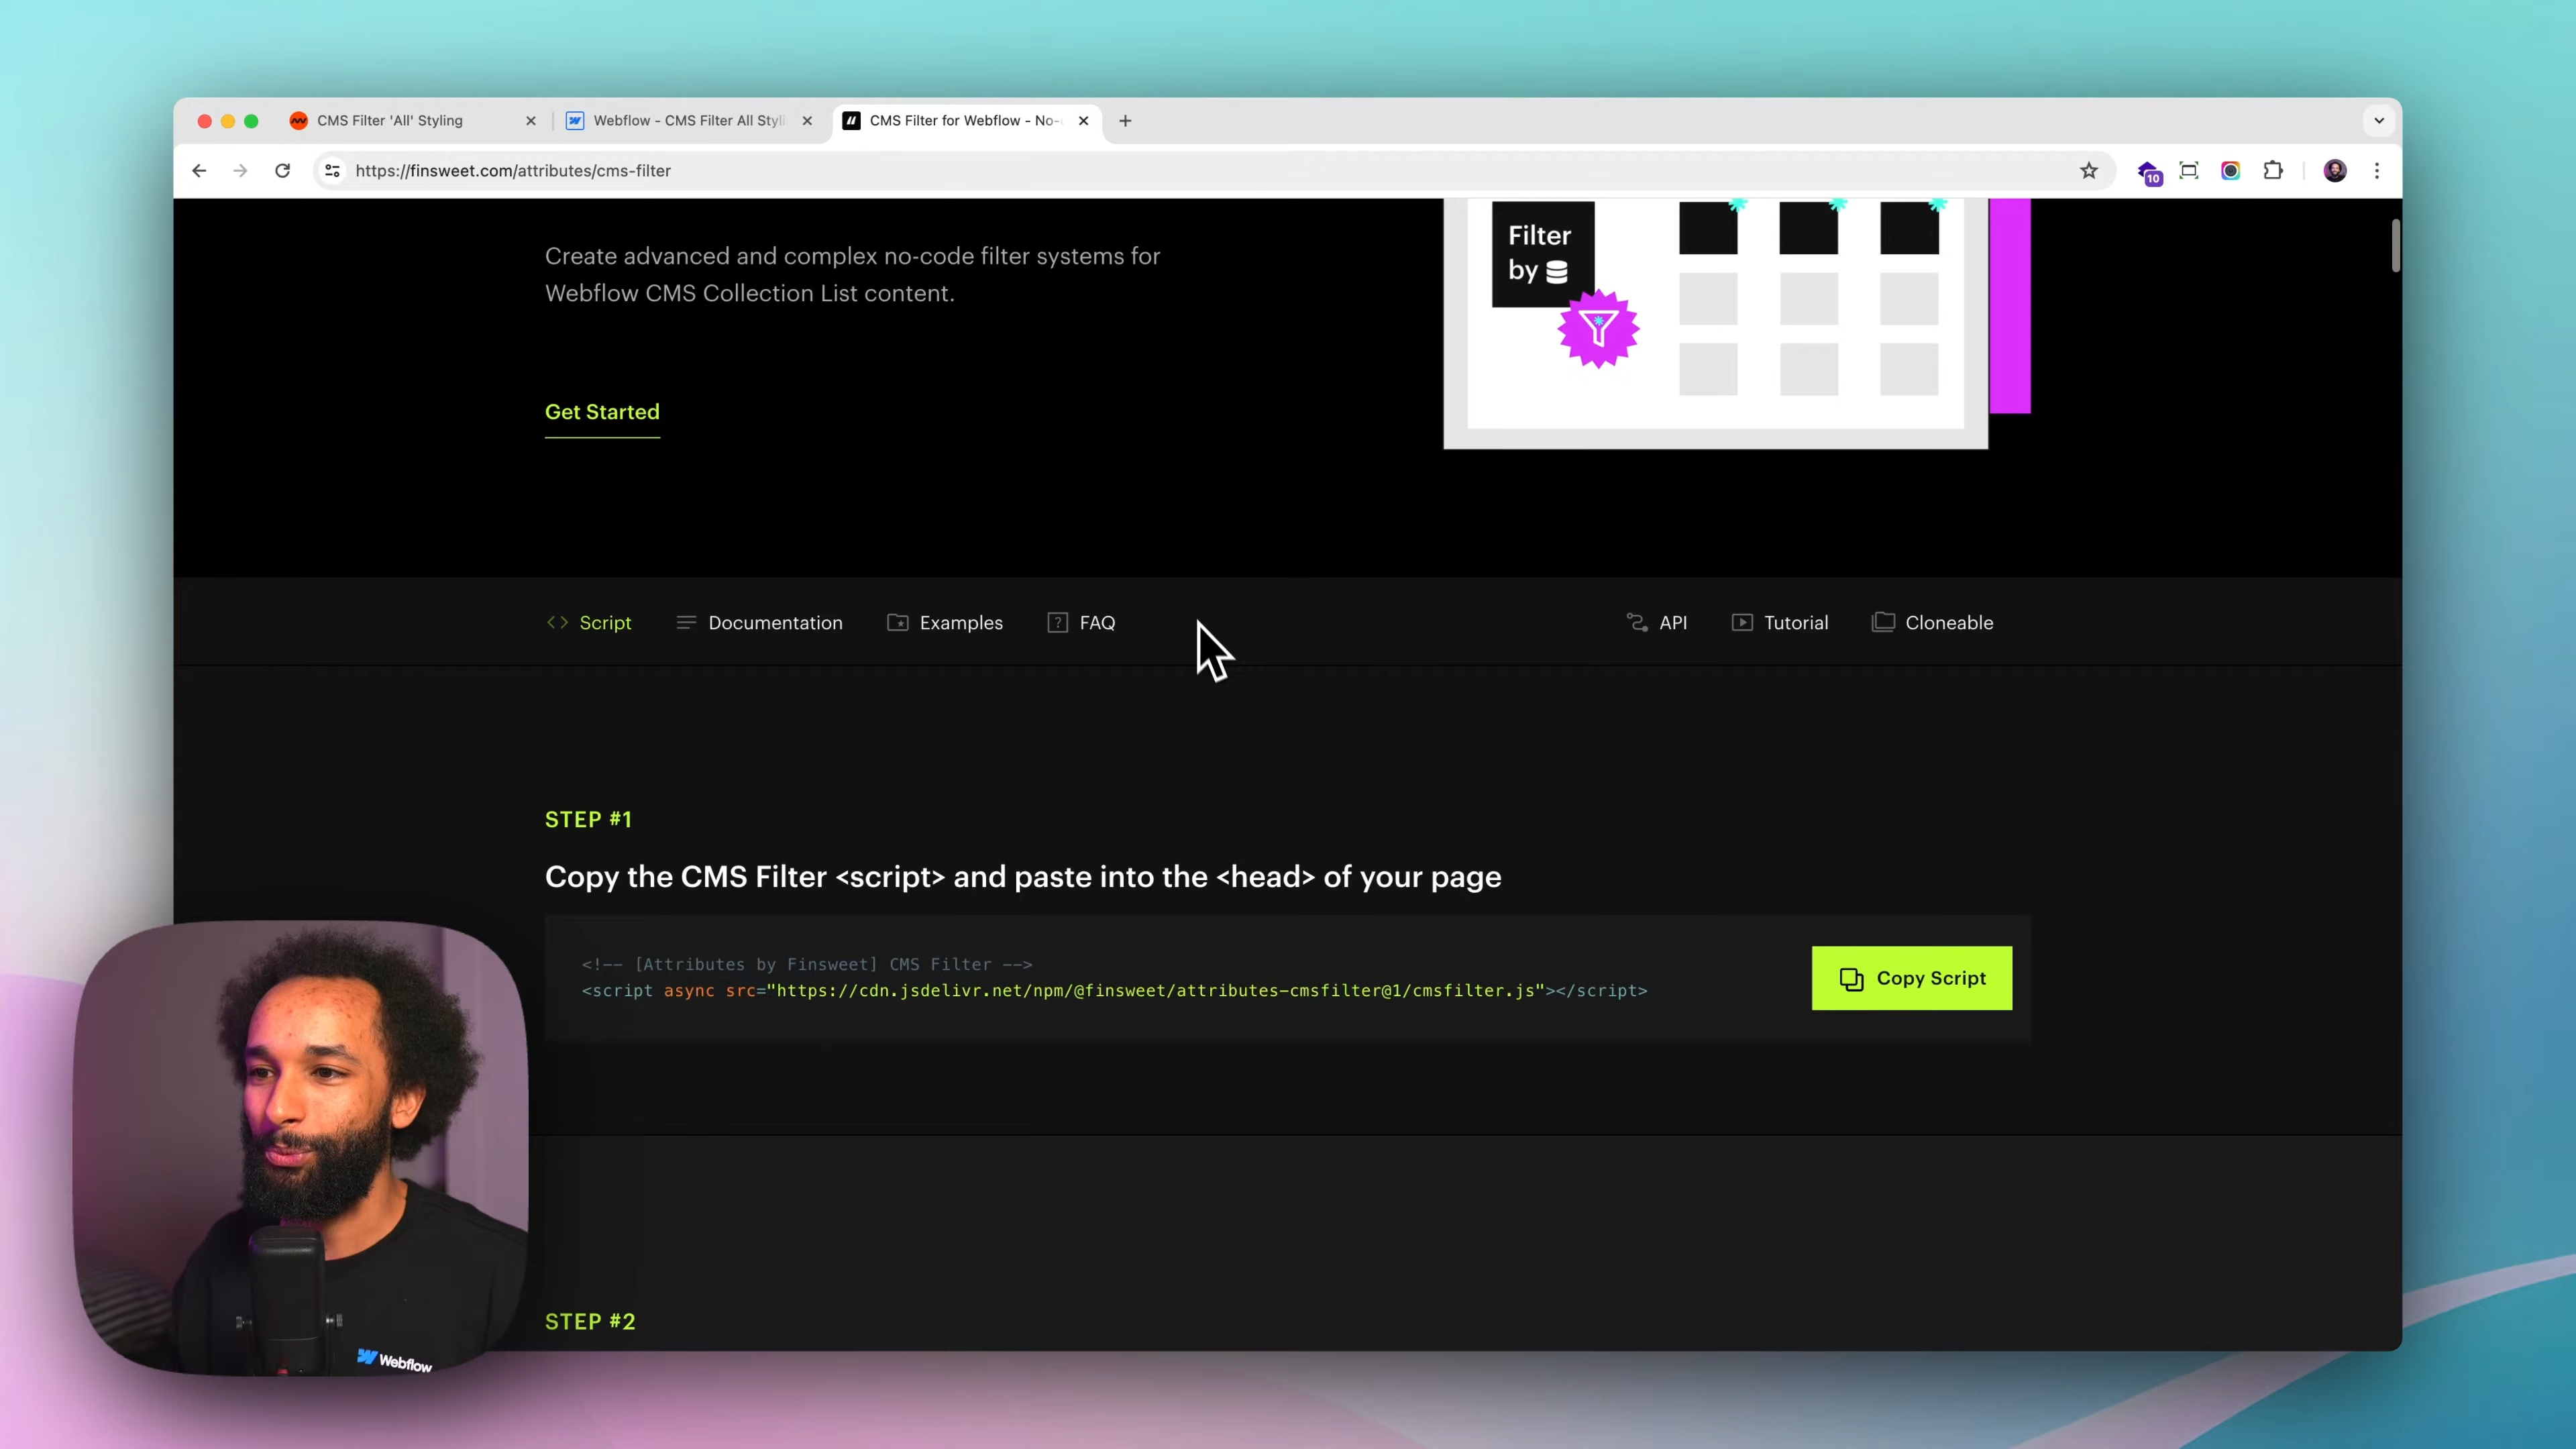 CMS Filter 'All' Styling
Webflow - CMS Filter All Styli
CMS Filter for Webflow - No-
https://finsweet.com/attributes/cms-filter
10
Create advanced and complex no-code filter systems for
Webflow CMS Collection List content.
Get Started
Filter
by
Script
Documentation
Examples
FAQ
API
Tutorial
Cloneable
STEP #1
Copy the CMS Filter <script> and paste into the <head> of your page
<!-- [Attributes by Finsweet] CMS Filter -->
<script async src="https://cdn.jsdelivr.net/npm/@finsweet/attributes-cmsfilter@1/cmsfilter.js"></script>
Copy Script
STEP #2
Webflow